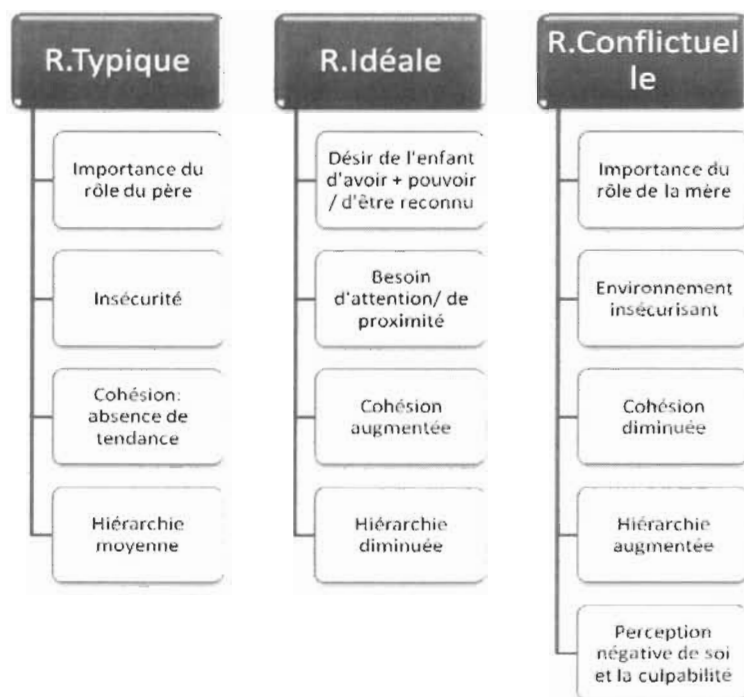 R.Typique
Importance du
rôle du père
Insécurité
Cohésion:
absence de
tendance
Hiérarchie
moyenne
R.Idéale
Désir de l'enfant
d'avoir + pouvoir
/ d'être reconnu
Besoin
d'attention/ de
proximité
Cohésion
augmentée
Hiérarchie
diminuée
R.Conflictuel
le
Importance du
rôle de la mère
Environnement
insécurisant
Cohésion
diminuée
Hiérarchie
augmentée
Perception
négative de soi
et la culpabilité